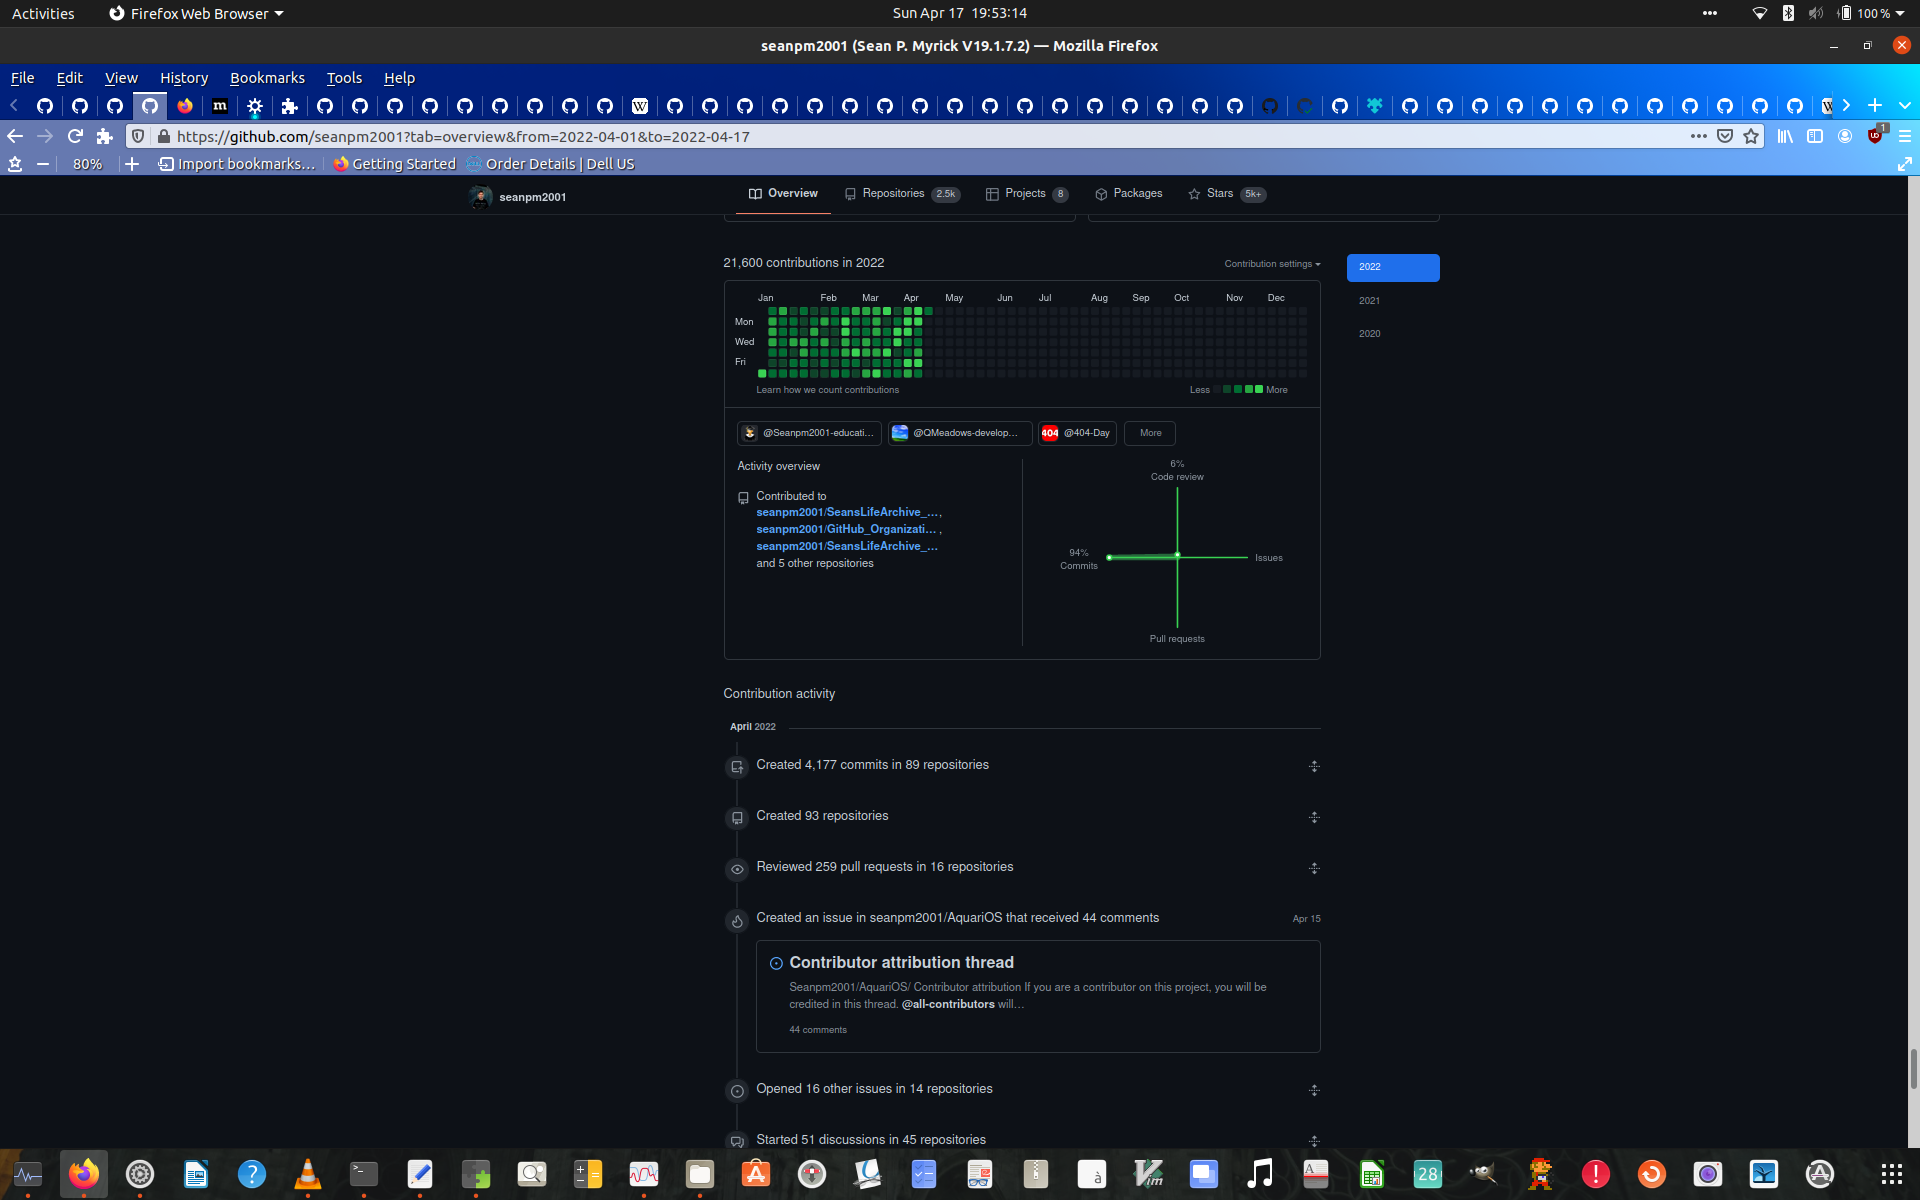 Activities
Firefox Web Browser
Sun Apr 17 19:53:14
100 %
seanpm2001 (Sean P. Myrick V19.1.7.2) — Mozilla Firefox
File Edit View History Bookmarks Tools Help
https://github.com/seanpm2001?tab=overview&from=2022-04-01&to=2022-04-17
1
80%
Import bookmarks...
Getting Started
Order Details | Dell US
seanpm2001
Overview
Repositories 2.5k
Projects 8
Packages
Stars 5k+
21,600 contributions in 2022
Contribution settings
2022
2021
2020
Jan Feb Mar Apr May Jun Jul Aug Sep Oct Nov Dec
Mon
Wed
Fri
Learn how we count contributions
Less
More
@Seanpm2001-educati...
@QMeadows-develop...
404 @404-Day
More
Activity overview
Contributed to
seanpm2001/SeansLifeArchive_...,
seanpm2001/GitHub_Organizati... ,
seanpm2001/SeansLifeArchive_...
and 5 other repositories
6%
Code review
94%
Commits
Issues
Pull requests
Contribution activity
April 2022
Created 4,177 commits in 89 repositories
Created 93 repositories
Reviewed 259 pull requests in 16 repositories
Created an issue in seanpm2001/AquariOS that received 44 comments
Apr 15
Contributor attribution thread
Seanpm2001/AquariOS/ Contributor attribution If you are a contributor on this project, you will be
credited in this thread. @all-contributors will...
44 comments
Opened 16 other issues in 14 repositories
Started 51 discussions in 45 repositories
28